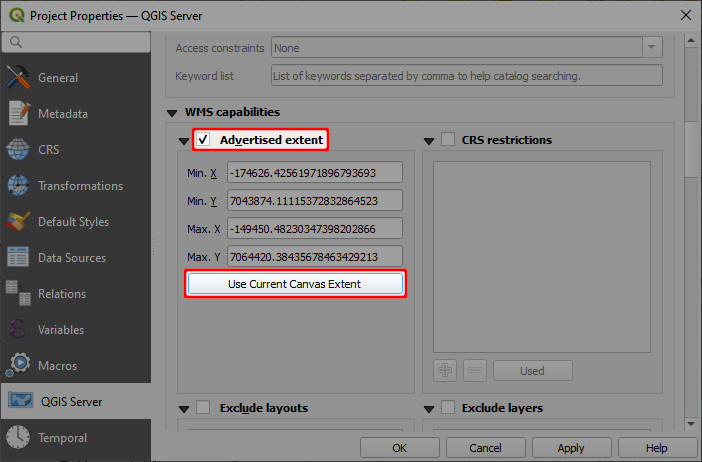 Project Properties — QGIS Server
General
Metadata
CRS
Transformations
Default Styles
Data Sources
Relations
Variables
Macros
QGIS Server
Temporal
Access constraints
None
Keyword list
List of keywords separated by comma to help catalog searching.
WMS capabilities
Advertised extent
Min. X
-174626.42561971896793693
Min. Y
7043874.11115372832864523
Max. X
-149450.48230347398202866
Max. Y
7064420.38435678463429213
Use Current Canvas Extent
CRS restrictions
Used
Exclude layouts
Exclude layers
OK
Cancel
Apply
Help